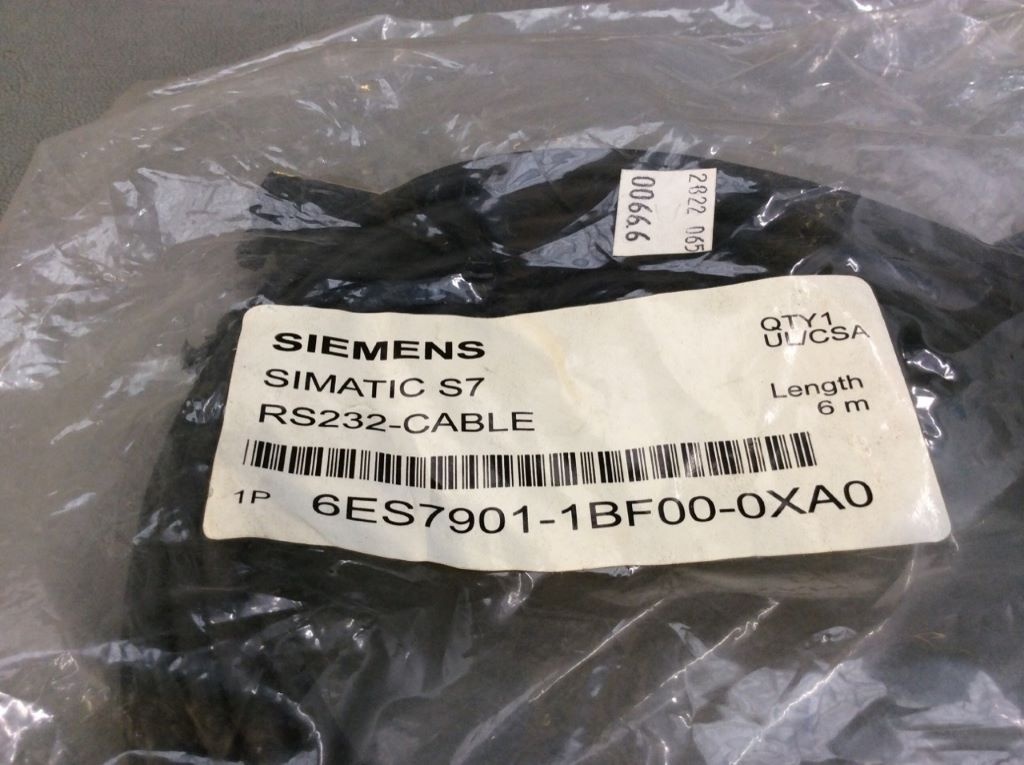 2822 065
00666
SIEMENS
SIMATIC S7
RS232-CABLE
QTY1
UL/CSA
Length
6 m
1P 6ES7901-1BF00-0XA0